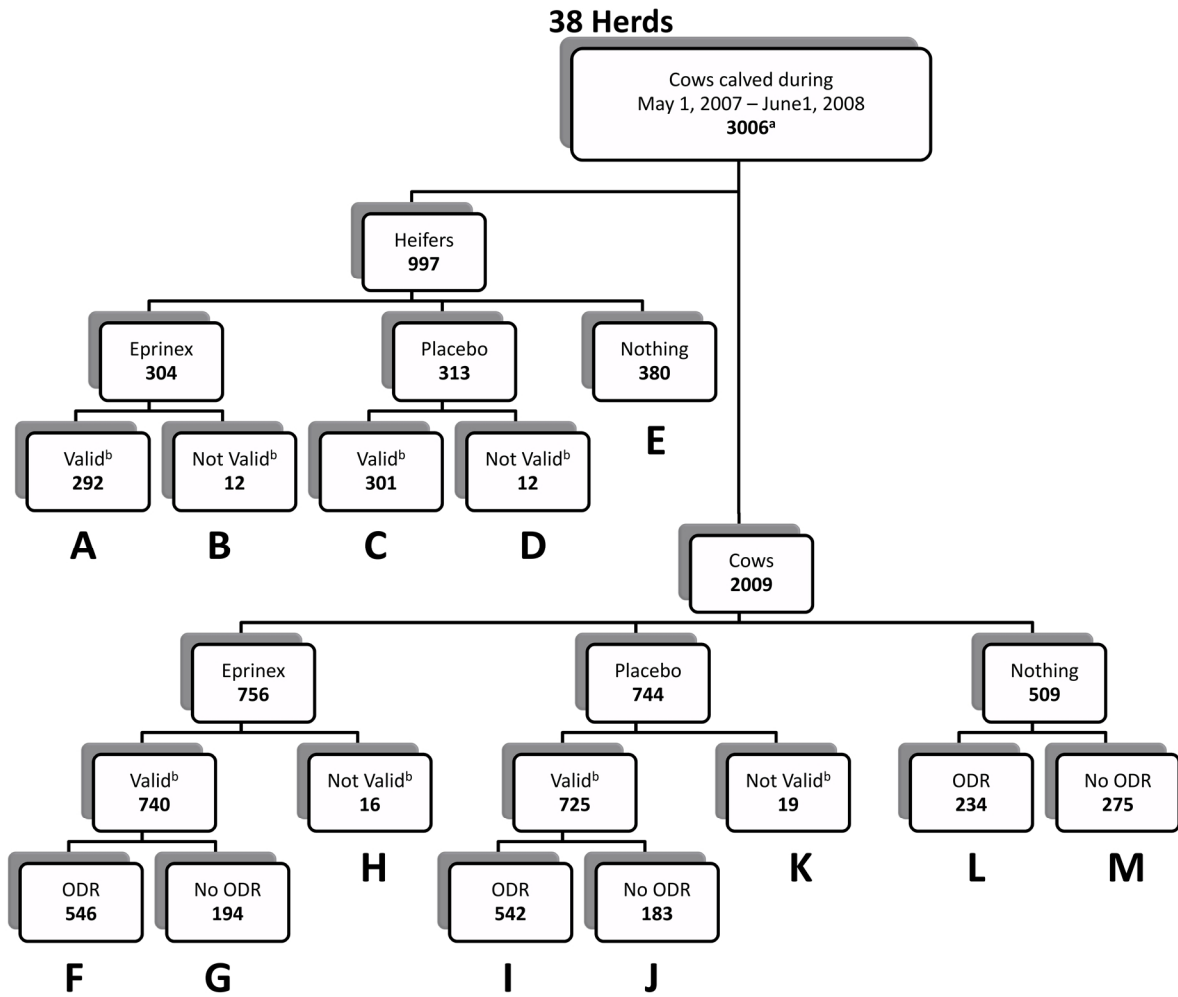 38 Herds
Cows calved during
May 1, 2007 – June1, 2008
3006ᵃ
Heifers
997
Eprinex
304
Placebo
313
Nothing
380
Validᵇ
292
Not Validᵇ
12
Validᵇ
301
Not Validᵇ
12
E
A
B
C
D
Cows
2009
Eprinex
756
Placebo
744
Nothing
509
Validᵇ
740
Not Validᵇ
16
Validᵇ
725
Not Validᵇ
19
ODR
234
No ODR
275
H
K
L
M
ODR
546
No ODR
194
ODR
542
No ODR
183
F
G
I
J